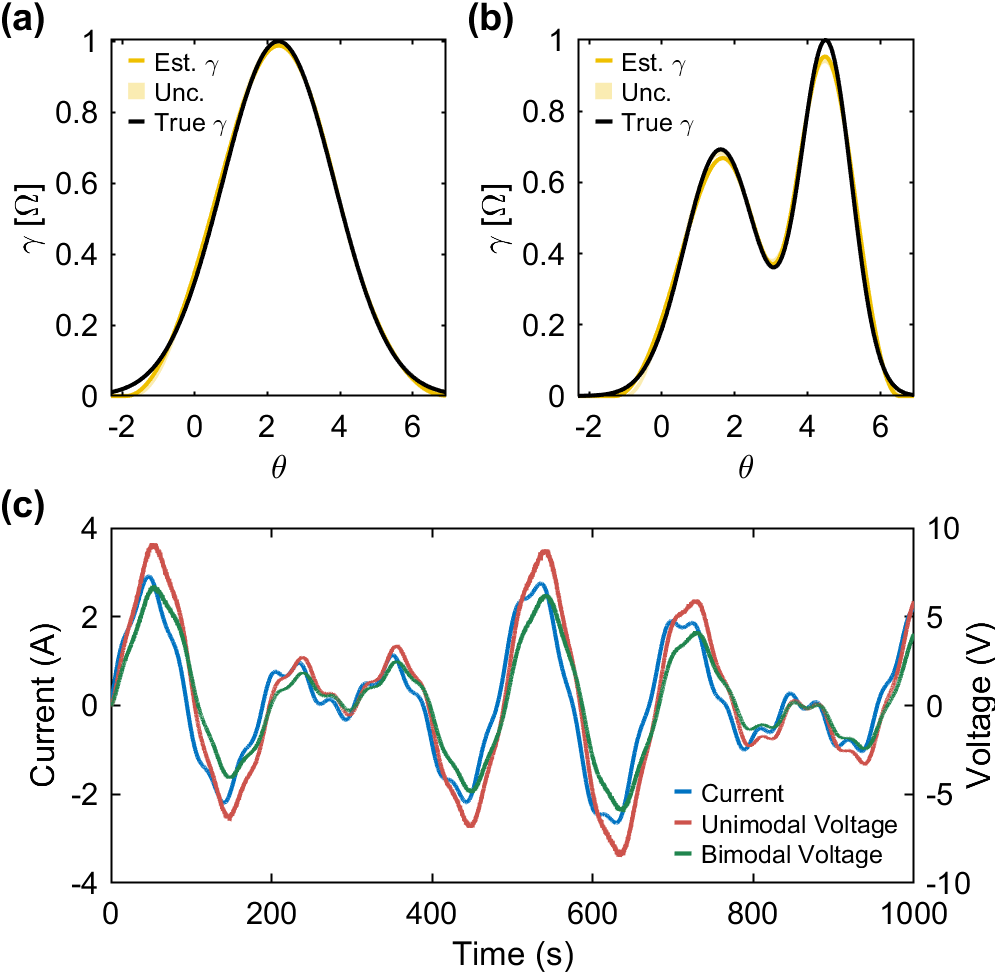 (a)
1
0.8
0.6
0.4
0.2
0
γ [Ω]
Est. γ
Unc.
True γ
-2 0 2 4 6
θ
(b)
1
0.8
0.6
0.4
0.2
0
γ [Ω]
Est. γ
Unc.
True γ
-2 0 2 4 6
θ
(c)
4
2
0
-2
-4
Current (A)
10
5
0
-5
-10
Voltage (V)
Current
Unimodal Voltage
Bimodal Voltage
0 200 400 600 800 1000
Time (s)